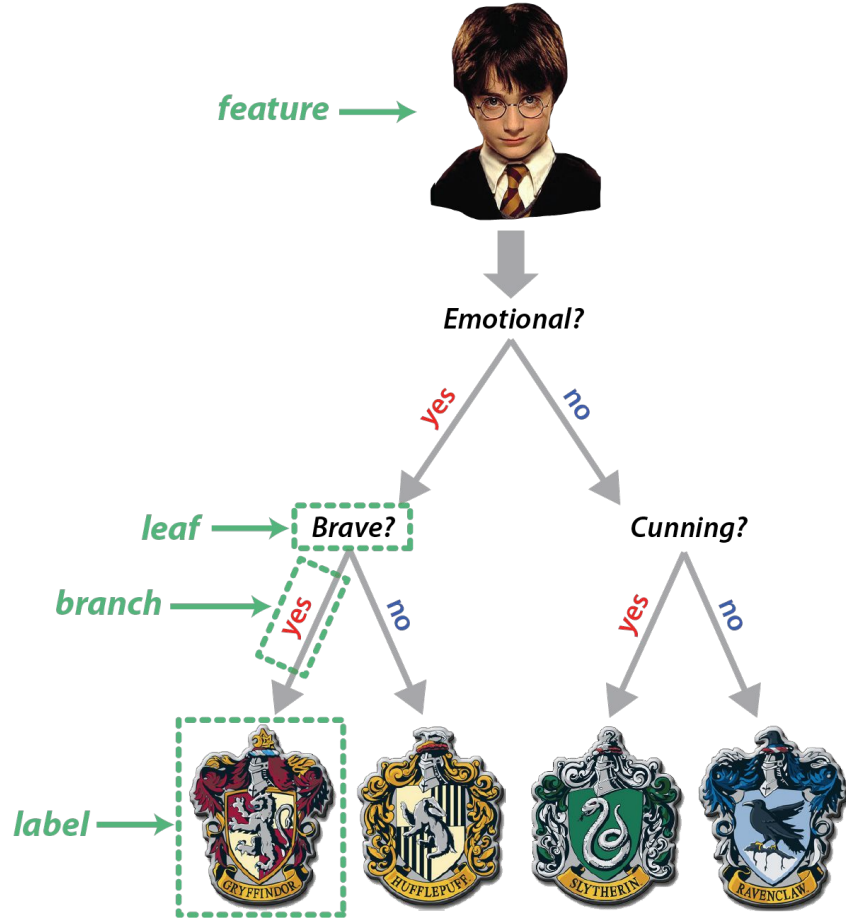 feature
Emotional?
yes
no
leaf
Brave?
Cunning?
branch
yes
no
yes
no
label
GRYFFINDOR
HUFFLEPUFF
SLYTHERIN
RAVENCLAW